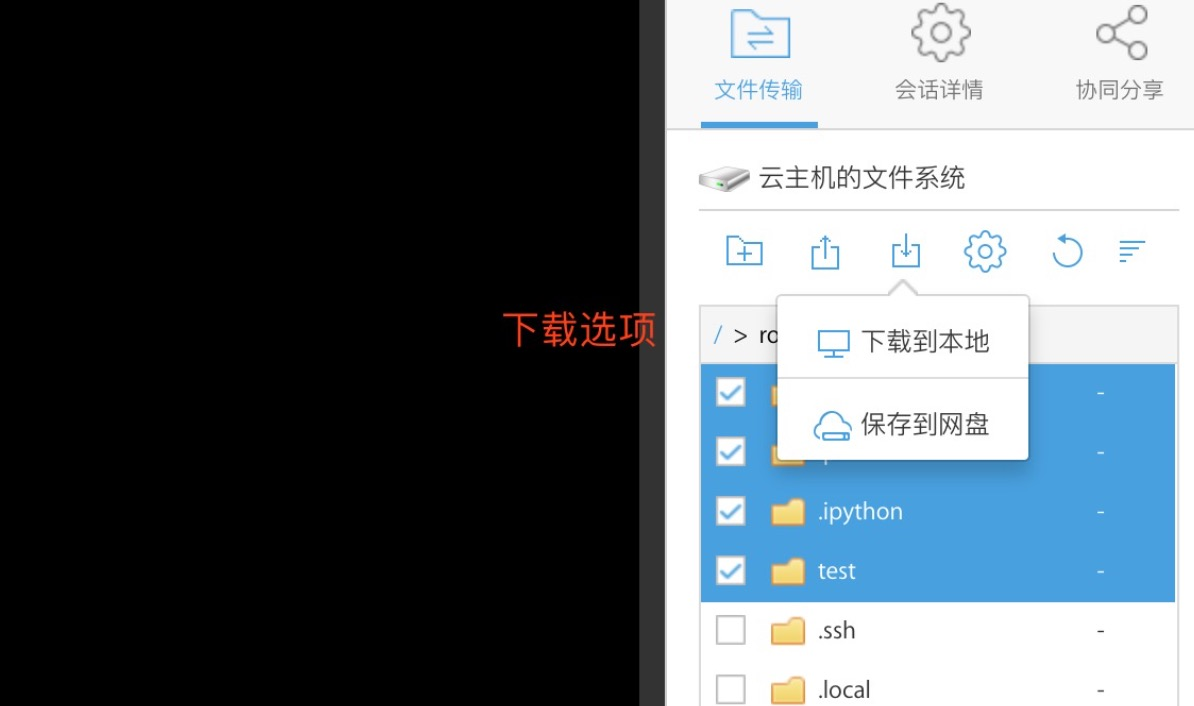 文件传输
会话详情
协同分享
云主机的文件系统
下载选项
/ > ro
下载到本地
-
保存到网盘
-
.ipython -
test -
.ssh -
.local -